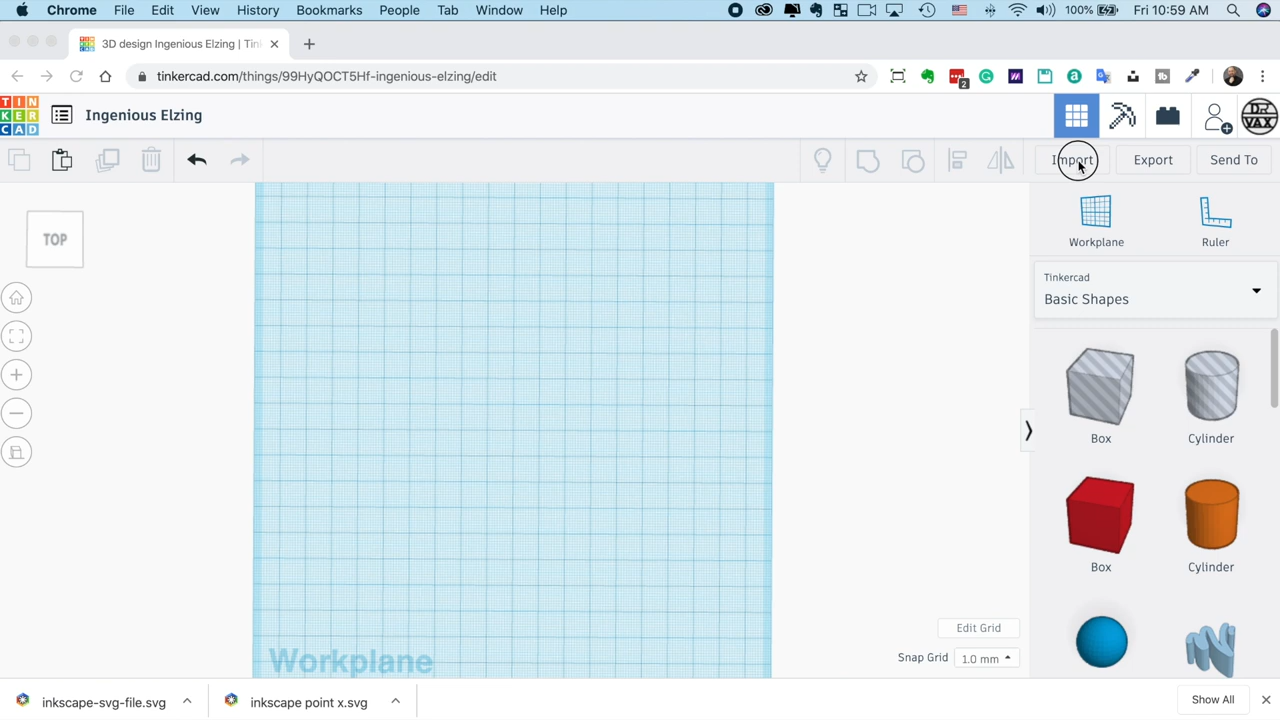 Chrome File Edit View History Bookmarks People Tab Window Help 100% Fri 10:59 AM
3D design Ingenious Elzing | Tin
tinkercad.com/things/99HyQOCT5Hf-ingenious-elzing/edit
2
TIN
KER
CAD
Ingenious Elzing
DR
VAX
Import Export Send To
TOP
Workplane Ruler
Tinkercad
Basic Shapes
Box Cylinder
Box Cylinder
Edit Grid
Workplane
Snap Grid 1.0 mm
inkscape-svg-file.svg inkscape point x.svg Show All